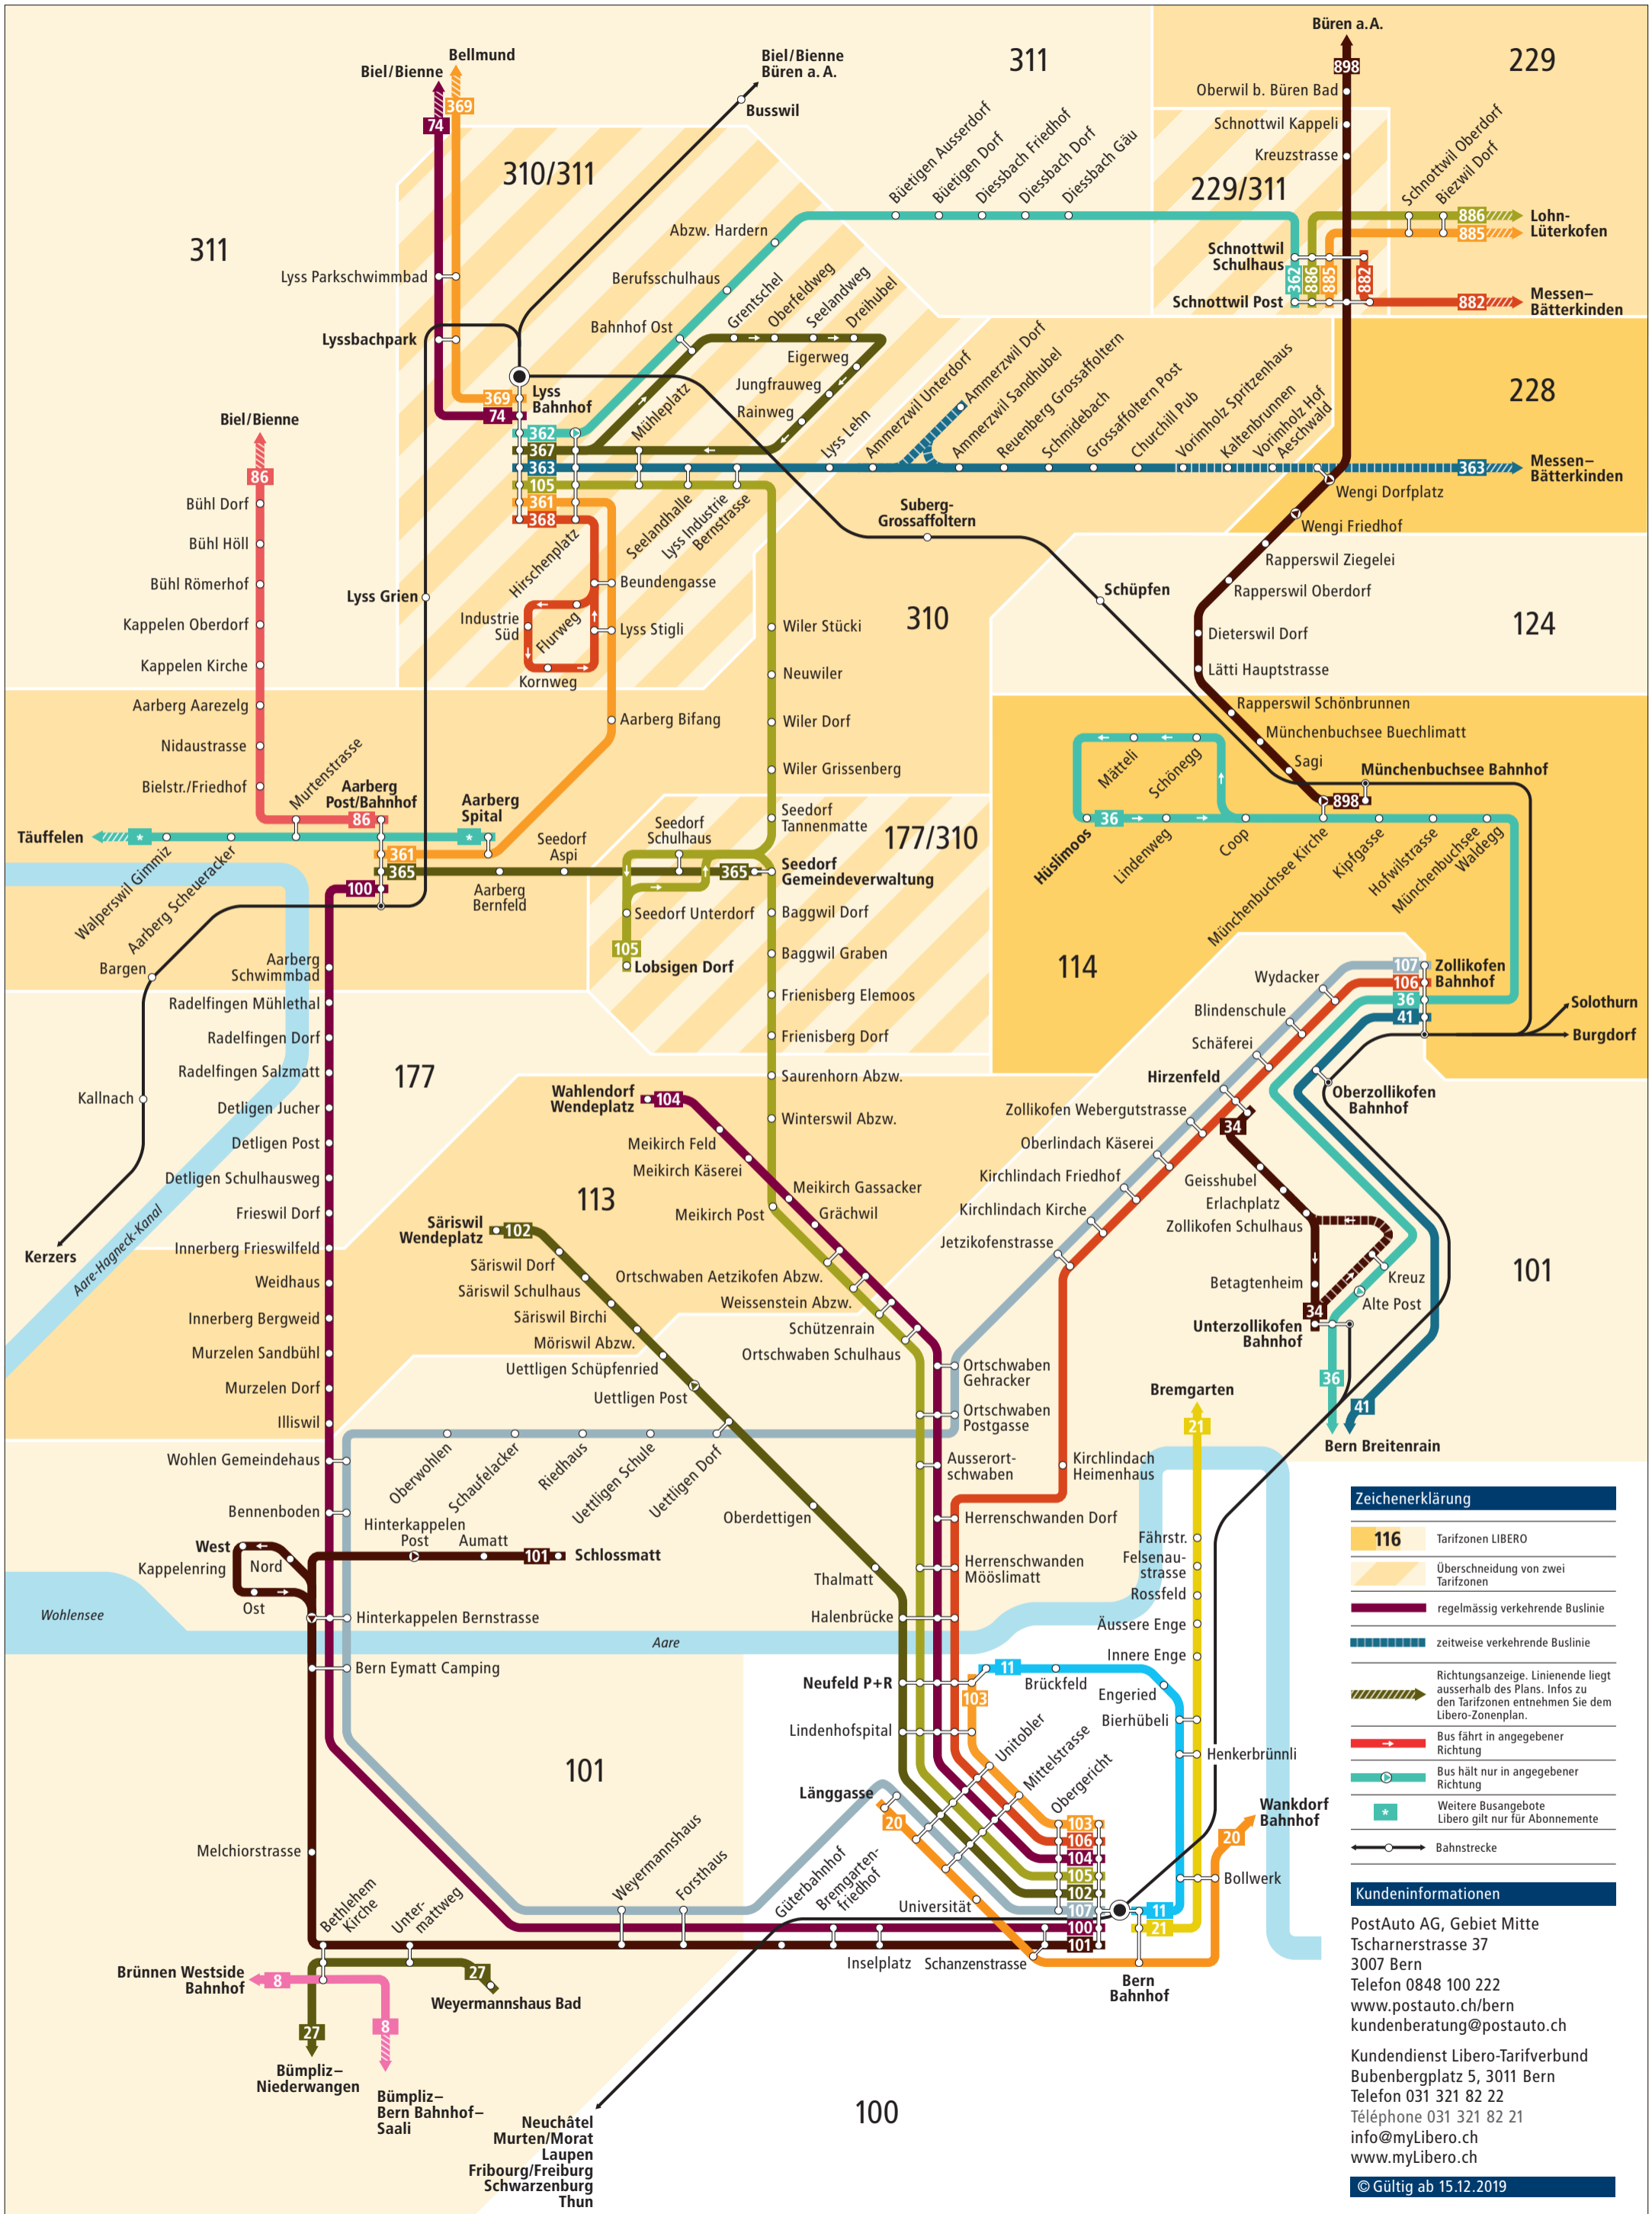 Büren a.A.
898
229
Oberwil b. Büren Bad
Schnottwil Kappeli
Kreuzstrasse
229/311
Schnottwil Oberdorf
Biezwil Dorf
886
885
Lohn-
Lüterkofen
Schnottwil
Schulhaus
362
886
885
882
Schnottwil Post
882
Messen–
Bätterkinden
311
Bellmund
Biel/Bienne
369
74
Biel/Bienne
Büren a. A.
Busswil
310/311
311
Büetigen Ausserdorf
Büetigen Dorf
Diessbach Friedhof
Diessbach Dorf
Diessbach Gäu
Abzw. Hardern
Berufsschulhaus
Bahnhof Ost
Grentschel
Oberfeldweg
Seelandweg
Dreihubel
Eigerweg
Jungfrauweg
Rainweg
Mühleplatz
Lyss Parkschwimmbad
Lyssbachpark
Lyss
Bahnhof
369
74
362
367
363
105
361
368
Lyss Lehn
Ammerzwil Unterdorf
Ammerzwil Dorf
Ammerzwil Sandhubel
Reuenberg Grossaffoltern
Schmidebach
Grossaffoltern Post
Churchill Pub
Vorimholz Spritzenhaus
Kaltenbrunnen
Vorimholz Hof
Aeschwald
363
Messen–
Bätterkinden
228
Wengi Dorfplatz
Wengi Friedhof
Rapperswil Ziegelei
Rapperswil Oberdorf
Dieterswil Dorf
Lätti Hauptstrasse
124
Rapperswil Schönbrunnen
Münchenbuchsee Buechlimatt
Sagi
Münchenbuchsee Bahnhof
898
Biel/Bienne
86
Bühl Dorf
Bühl Höll
Bühl Römerhof
Kappelen Oberdorf
Kappelen Kirche
Aarberg Aarezelg
Nidaustrasse
Bielstr./Friedhof
Lyss Grien
Hirschenplatz
Seelandhalle
Lyss Industrie
Bernstrasse
Beundengasse
Industrie
Süd
Flurweg
Lyss Stigli
Kornweg
Suberg-
Grossaffoltern
Schüpfen
310
Wiler Stücki
Neuwiler
Wiler Dorf
Wiler Grissenberg
Aarberg Bifang
Murtenstrasse
Aarberg
Post/Bahnhof
86
Aarberg
Spital
Täuffelen
*
*
Walperswil Gimmiz
Aarberg Scheueracker
361
365
100
Aarberg
Bernfeld
Seedorf
Aspi
Seedorf
Schulhaus
365
Seedorf
Tannenmatte
177/310
Seedorf
Gemeindeverwaltung
Seedorf Unterdorf
105
Lobsigen Dorf
Baggwil Dorf
Baggwil Graben
Frienisberg Elemoos
Frienisberg Dorf
Saurenhorn Abzw.
Winterswil Abzw.
Mätteli
Schönegg
Hüslimoos
36
Lindenweg
Coop
Münchenbuchsee Kirche
Kipfgasse
Hofwilstrasse
Münchenbuchsee
Waldegg
114
Bargen
Kallnach
Kerzers
Aare-Hagneck-Kanal
Aarberg
Schwimmbad
Radelfingen Mühlethal
Radelfingen Dorf
Radelfingen Salzmatt
Detligen Jucher
Detligen Post
Detligen Schulhausweg
Frieswil Dorf
Innerberg Frieswilfeld
Weidhaus
Innerberg Bergweid
Murzelen Sandbühl
Murzelen Dorf
Illiswil
Wohlen Gemeindehaus
Bennenboden
177
113
Wahlendorf
Wendeplatz
104
Meikirch Feld
Meikirch Käserei
Meikirch Gassacker
Grächwil
Meikirch Post
Ortschwaben Aetzikofen Abzw.
Weissenstein Abzw.
Schützenrain
Ortschwaben Schulhaus
Säriswil
Wendeplatz
102
Säriswil Dorf
Säriswil Schulhaus
Säriswil Birchi
Möriswil Abzw.
Uettligen Schüpfenried
Uettligen Post
107
106
36
41
Zollikofen
Bahnhof
Solothurn
Burgdorf
Wydacker
Blindenschule
Schäferei
Hirzenfeld
Zollikofen Webergutstrasse
Oberlindach Käserei
Kirchlindach Friedhof
Kirchlindach Kirche
Jetzikofenstrasse
34
Geisshubel
Erlachplatz
Zollikofen Schulhaus
Betagtenheim
34
Unterzollikofen
Bahnhof
Oberzollikofen
Bahnhof
Kreuz
Alte Post
101
36
41
Bern Breitenrain
Ortschwaben
Gehracker
Ortschwaben
Postgasse
Ausserort-
schwaben
Kirchlindach
Heimenhaus
Herrenschwanden Dorf
Herrenschwanden
Mööslimatt
Halenbrücke
Oberwohlen
Schaufelacker
Riedhaus
Uettligen Schule
Uettligen Dorf
Oberdettigen
Thalmatt
West
Kappelenring
Nord
Ost
Hinterkappelen
Post
Aumatt
101
Schlossmatt
Hinterkappelen Bernstrasse
Bern Eymatt Camping
Wohlensee
Aare
Bremgarten
21
Fährstr.
Felsenau-
strasse
Rossfeld
Äussere Enge
Innere Enge
Neufeld P+R
11
Brückfeld
Engeried
Bierhübeli
Henkerbrünnli
103
Lindenhofspital
Unitobler
Mittelstrasse
Obergericht
Länggasse
20
103
106
104
105
102
107
100
101
11
21
Wankdorf
Bahnhof
20
Bollwerk
Bern
Bahnhof
Universität
Schanzenstrasse
Inselplatz
Güterbahnhof
Bremgarten-
friedhof
Weyermannshaus
Forsthaus
101
Melchiorstrasse
Bethlehem
Kirche
Unter-
mattweg
Brünnen Westside
Bahnhof
8
27
Weyermannshaus Bad
27
8
Bümpliz–
Niederwangen
Bümpliz–
Bern Bahnhof–
Saali
Neuchâtel
Murten/Morat
Laupen
Fribourg/Freiburg
Schwarzenburg
Thun
100
Zeichenerklärung
116
Tarifzonen LIBERO
Überschneidung von zwei
Tarifzonen
regelmässig verkehrende Buslinie
zeitweise verkehrende Buslinie
Richtungsanzeige. Linienende liegt
ausserhalb des Plans. Infos zu
den Tarifzonen entnehmen Sie dem
Libero-Zonenplan.
Bus fährt in angegebener
Richtung
Bus hält nur in angegebener
Richtung
*
Weitere Busangebote
Libero gilt nur für Abonnemente
Bahnstrecke
Kundeninformationen
PostAuto AG, Gebiet Mitte
Tscharnerstrasse 37
3007 Bern
Telefon 0848 100 222
www.postauto.ch/bern
kundenberatung@postauto.ch
Kundendienst Libero-Tarifverbund
Bubenbergplatz 5, 3011 Bern
Telefon 031 321 82 22
Téléphone 031 321 82 21
info@myLibero.ch
www.myLibero.ch
© Gültig ab 15.12.2019